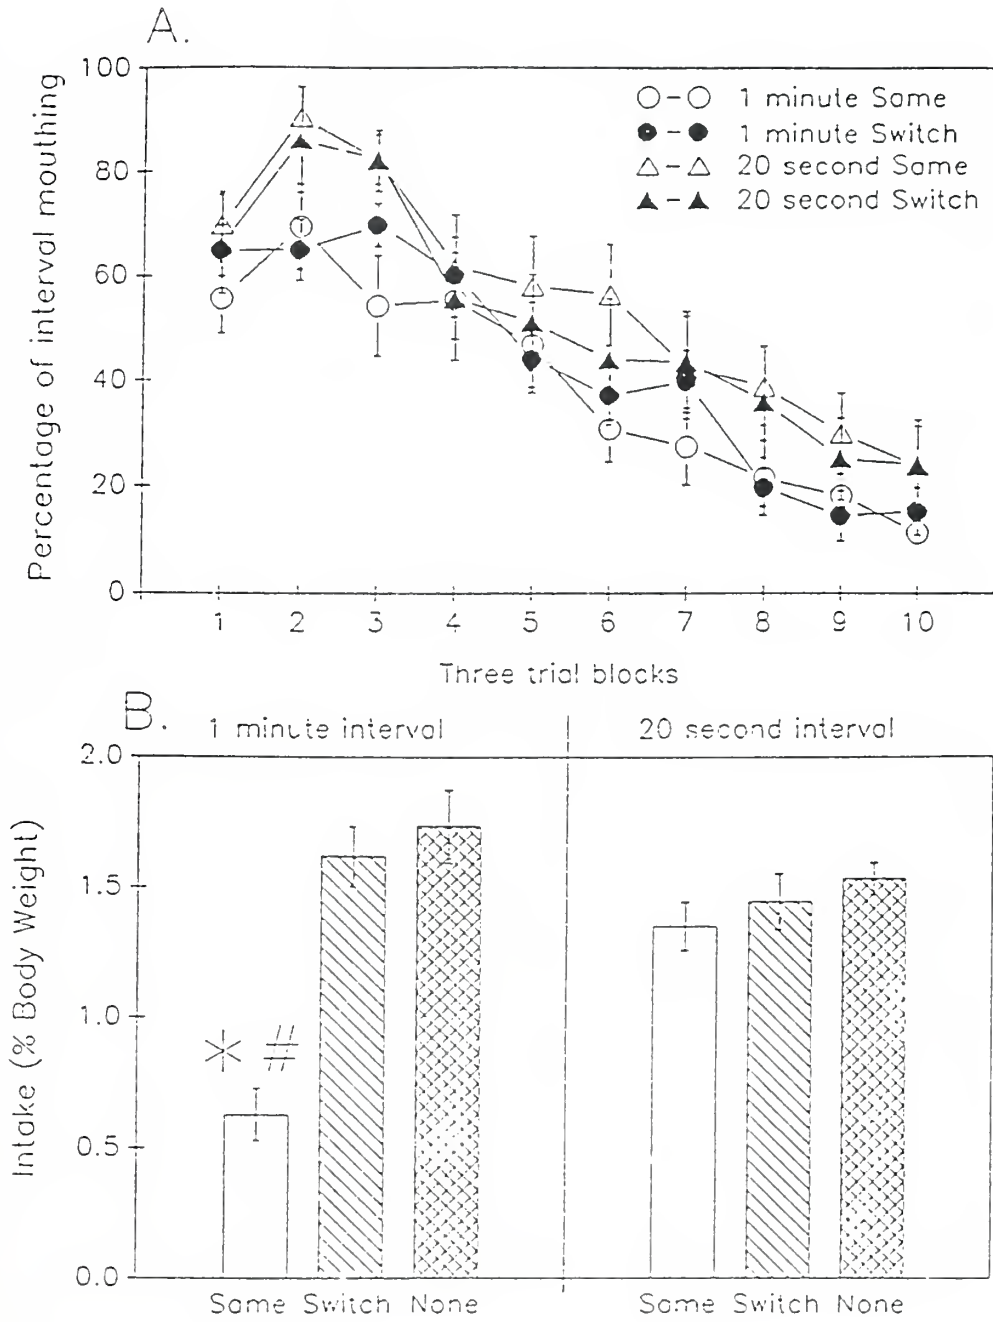 A.
Percentage of interval mouthing
100
80
60
40
20
0
1 minute Same
1 minute Switch
20 second Same
20 second Switch
1 2 3 4 5 6 7 8 9 10
Three trial blocks
B.
1 minute interval
20 second interval
Intake (% Body Weight)
2.0
1.5
1.0
0.5
0.0
* #
Same Switch None
Same Switch None